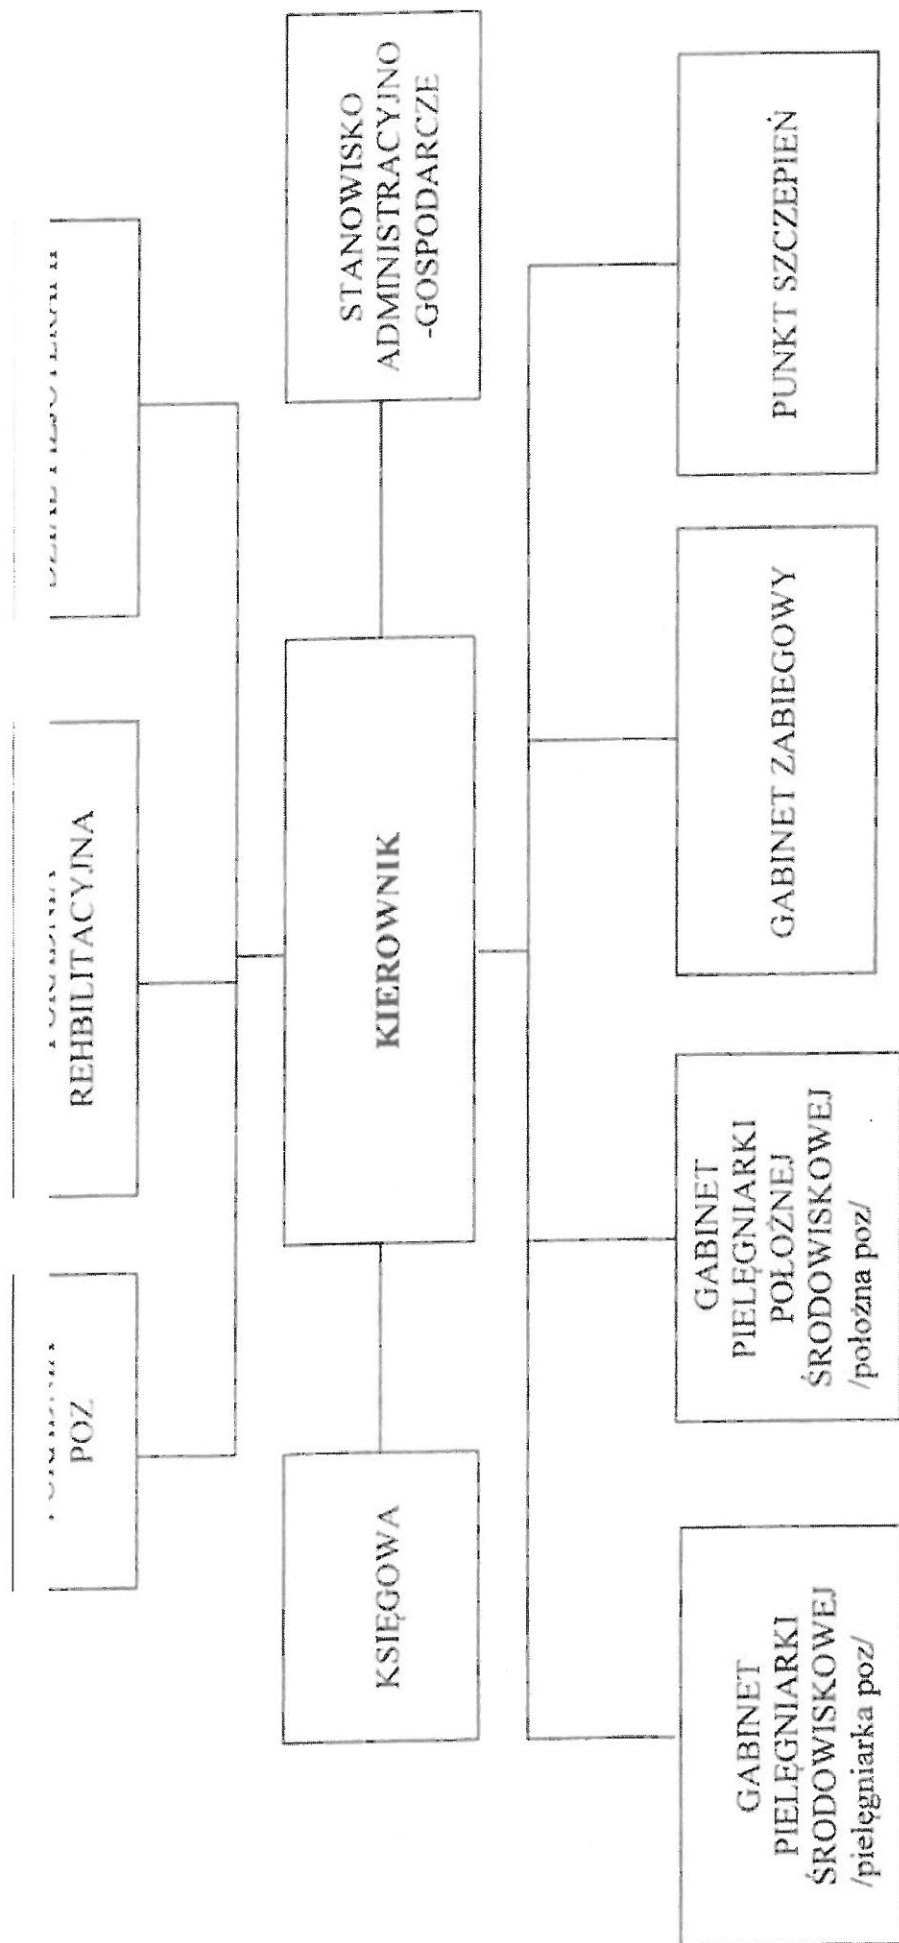 POZ
REHBILITACYJNA
KSIĘGOWA
KIEROWNIK
STANOWISKO
ADMINISTRACYJNO
-GOSPODARCZE
GABINET
PIELĘGNIARKI
ŚRODOWISKOWEJ
/pielęgniarka poz/
GABINET
PIELĘGNIARKI
POŁOŻNEJ
ŚRODOWISKOWEJ
/położna poz/
GABINET ZABIEGOWY
PUNKT SZCZEPIEŃ